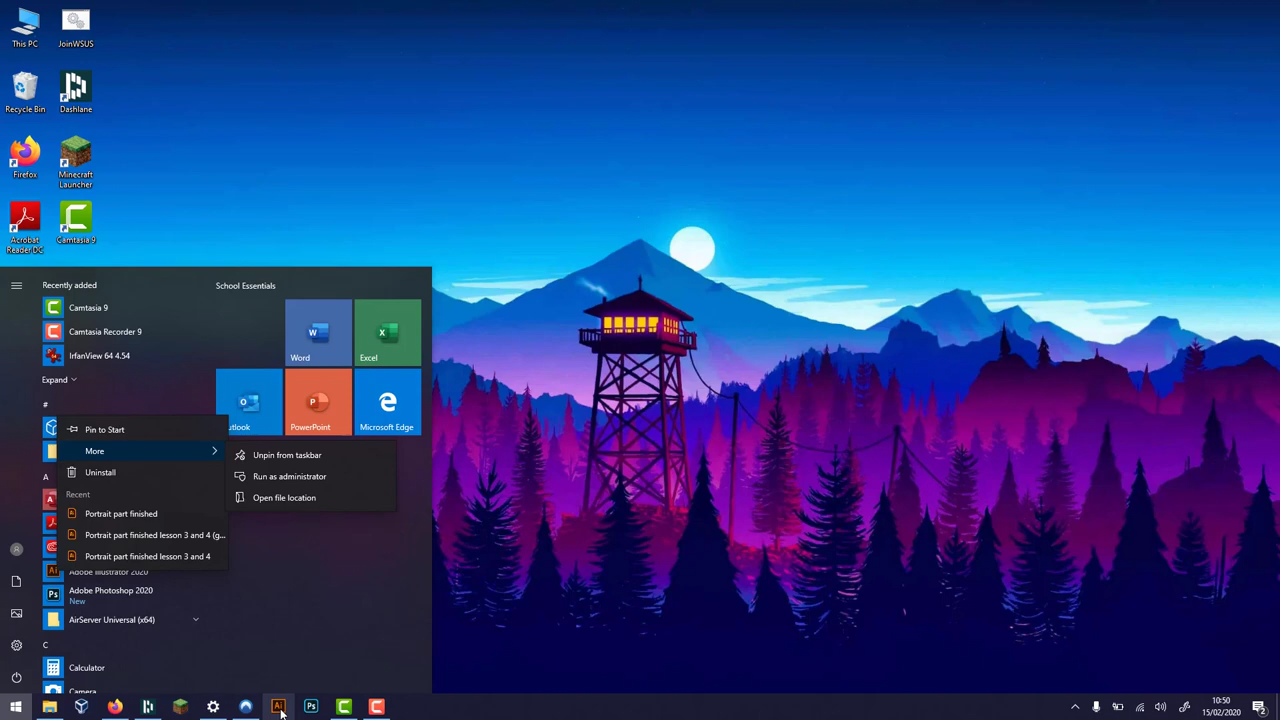 This PC
JoinWSUS
Recycle Bin
Dashlane
Firefox
Minecraft
Launcher
Acrobat
Reader DC
Camtasia 9
Recently added
Camtasia 9
Camtasia Recorder 9
IrfanView 64 4.54
Expand
#
A
Pin to Start
More
Uninstall
Recent
Portrait part finished
Portrait part finished lesson 3 and 4 (g...
Portrait part finished lesson 3 and 4
Unpin from taskbar
Run as administrator
Open file location
Adobe Illustrator 2020
Adobe Photoshop 2020
New
AirServer Universal (x64)
C
Calculator
Camera
School Essentials
Word
Excel
utlook
PowerPoint
Microsoft Edge
Ai
Ps
10:50
15/02/2020
2